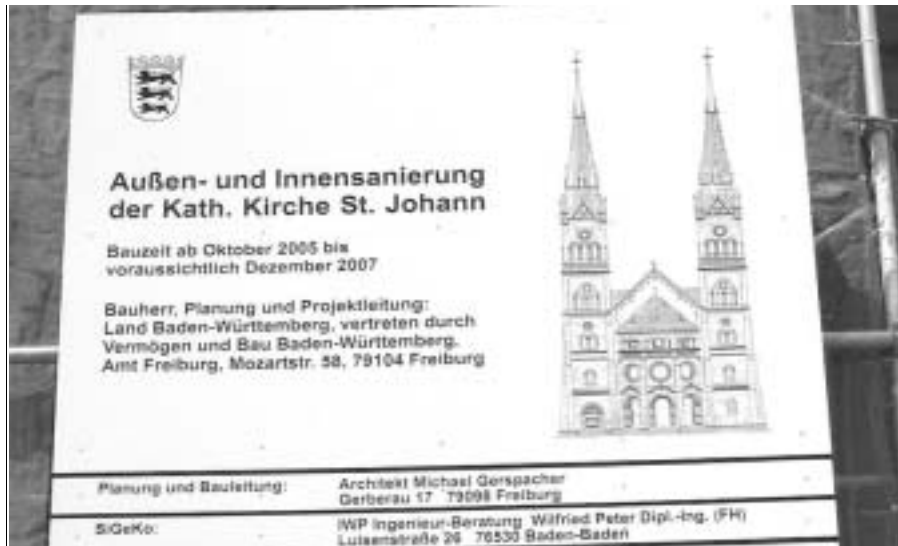 Außen- und Innensanierung
der Kath. Kirche St. Johann
Bauzeit ab Oktober 2005 bis
voraussichtlich Dezember 2007
Bauherr, Planung und Projektleitung:
Land Baden-Württemberg, vertreten durch
Vermögen und Bau Baden-Württemberg.
Amt Freiburg, Mozartstr. 58, 79104 Freiburg
Planung und Bauleitung: Architekt Michael Gerspacher
Gerberau 17 79098 Freiburg
SiGeKo: IWP Ingenieur-Beratung Wilfried Peter Dipl.-Ing. (FH)
Luisenstraße 26 76530 Baden-Baden